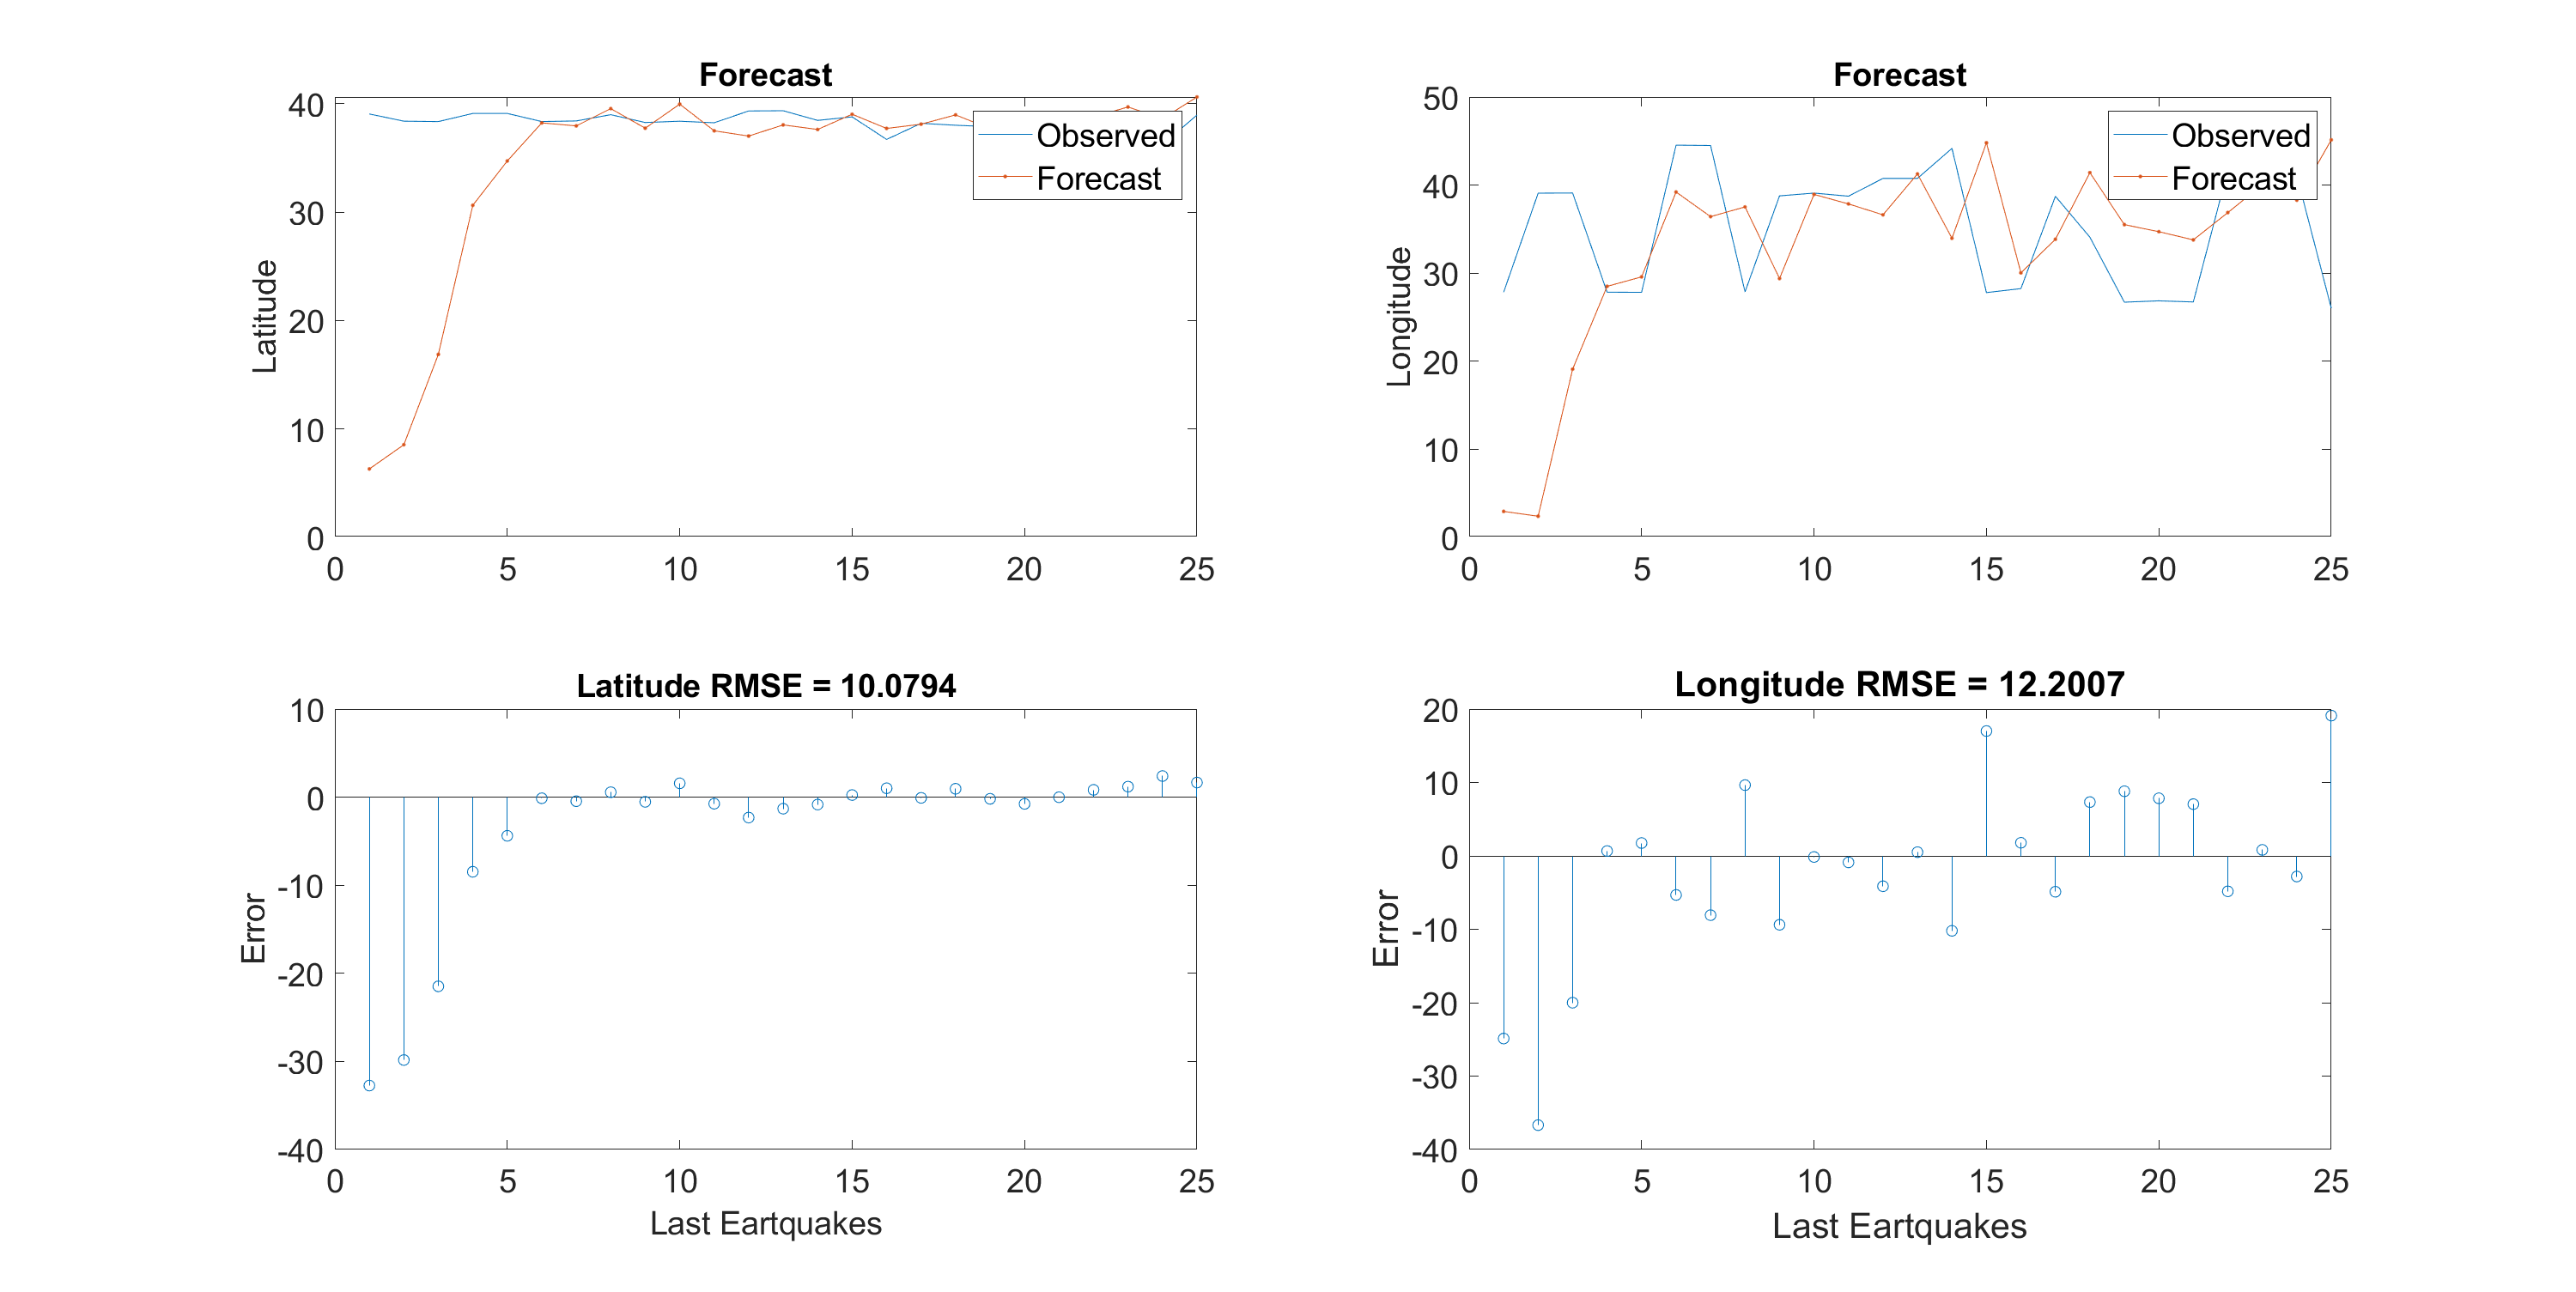 Forecast
40
30
20
10
0
Latitude
Observed
Forecast
0 5 10 15 20 25
Forecast
50
40
30
20
10
0
Longitude
Observed
Forecast
0 5 10 15 20 25
Latitude RMSE = 10.0794
10
0
-10
-20
-30
-40
Error
0 5 10 15 20 25
Last Eartquakes
Longitude RMSE = 12.2007
20
10
0
-10
-20
-30
-40
Error
0 5 10 15 20 25
Last Eartquakes